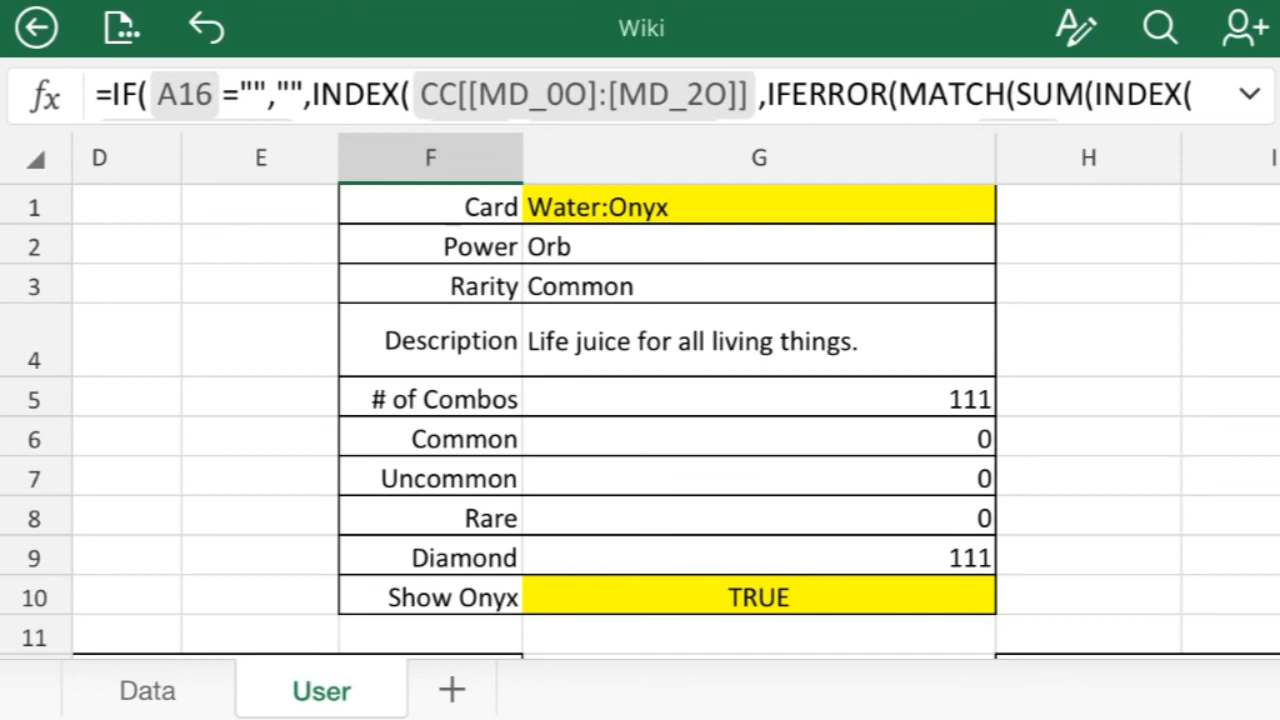 Wiki
fx =IF( A16 ="","",INDEX( CC[[MD_0O]:[MD_2O]] ,IFERROR(MATCH(SUM(INDEX(
D E F G H I
1 Card Water:Onyx
2 Power Orb
3 Rarity Common
4 Description Life juice for all living things.
5 # of Combos 111
6 Common 0
7 Uncommon 0
8 Rare 0
9 Diamond 111
10 Show Onyx TRUE
11
Data User +